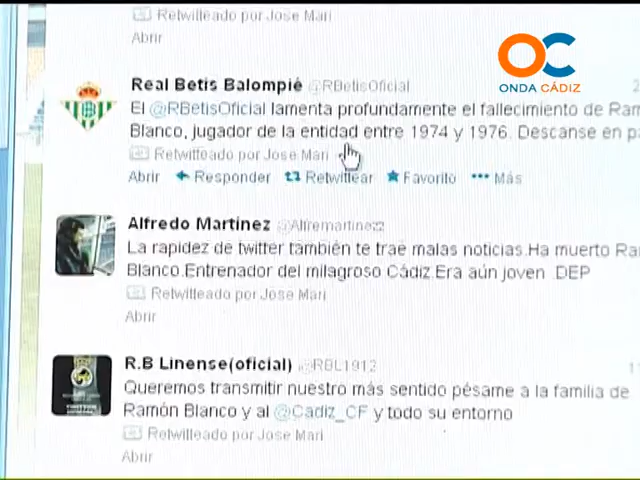 Retwitteado por Jose Mari
Abrir
OC
ONDA CÁDIZ
Real Betis Balompié @RBetisOficial
El @RBetisOficial lamenta profundamente el fallecimiento de Ram
Blanco, jugador de la entidad entre 1974 y 1976. Descanse en pa
Retwitteado por Jose Mari
Abrir Responder Retwittear Favorito Más
Alfredo Martinez @Alfremartinezz
La rapidez de twitter también te trae malas noticias.Ha muerto Ra
Blanco.Entrenador del milagroso Cádiz.Era aún joven .DEP
Retwitteado por Jose Mari
Abrir
R.B Linense(oficial) @RBL1912
Queremos transmitir nuestro más sentido pésame a la familia de
Ramón Blanco y al @Cadiz_CF y todo su entorno
Retwitteado por Jose Mari
Abrir